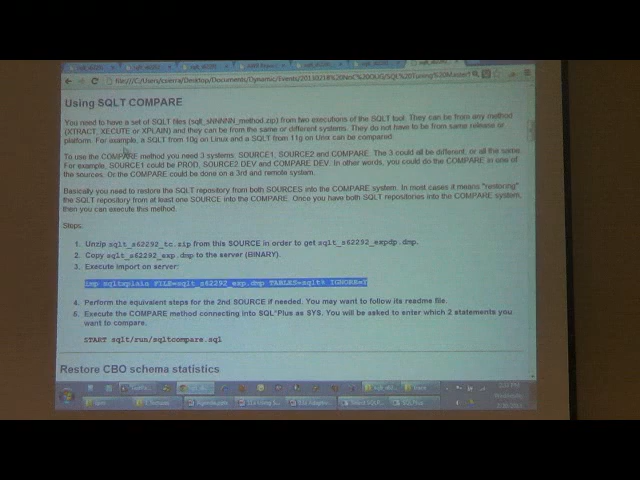 Using SQLT COMPARE
You need to have a set of SQLT files (sqlt_sNNNNN_method.zip) from two executions of the SQLT tool. They can be from any method
(XTRACT, XECUTE or XPLAIN) and they can be from the same or different systems. They do not have to be from same release or
platform. For example, a SQLT from 10g on Linux and a SQLT from 11g on Unix can be compared.
To use the COMPARE method you need 3 systems: SOURCE1, SOURCE2 and COMPARE. The 3 could all be different, or all the same.
For example, SOURCE1 could be PROD, SOURCE2 DEV and COMPARE DEV. In other words, you could do the COMPARE in one of
the sources. Or the COMPARE could be done on a 3rd and remote system.
Basically you need to restore the SQLT repository from both SOURCES into the COMPARE system. In most cases it means "restoring"
the SQLT repository from at least one SOURCE into the COMPARE. Once you have both SQLT repositories into the COMPARE system,
then you can execute this method.
Steps:
1. Unzip sqlt_s62292_tc.zip from this SOURCE in order to get sqlt_s62292_expdp.dmp.
2. Copy sqlt_s62292_exp.dmp to the server (BINARY).
3. Execute import on server:
imp sqltxplain FILE=sqlt_s62292_exp.dmp TABLES=sqlt% IGNORE=Y
4. Perform the equivalent steps for the 2nd SOURCE if needed. You may want to follow its readme file.
5. Execute the COMPARE method connecting into SQL*Plus as SYS. You will be asked to enter which 2 statements you
want to compare.
START sqlt/run/sqltcompare.sql
Restore CBO schema statistics